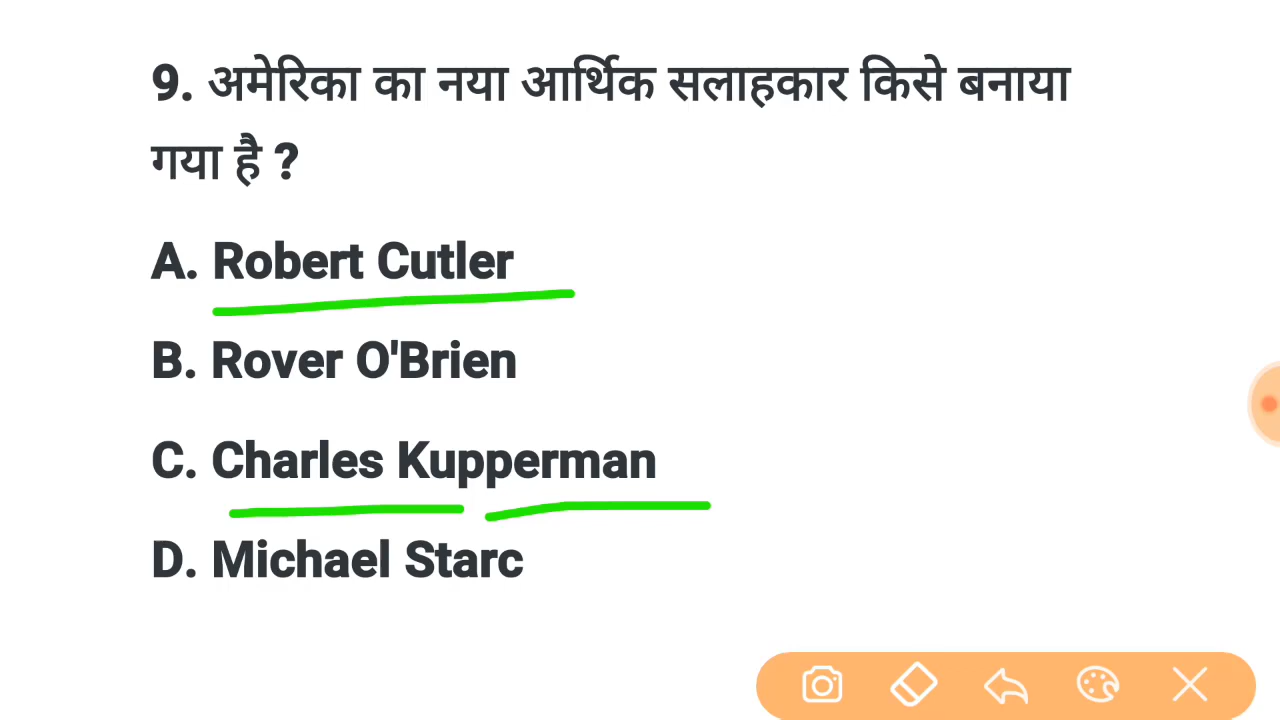 9. अमेरिका का नया आर्थिक सलाहकार किसे बनाया
गया है ?
A. Robert Cutler
B. Rover O'Brien
C. Charles Kupperman
D. Michael Starc